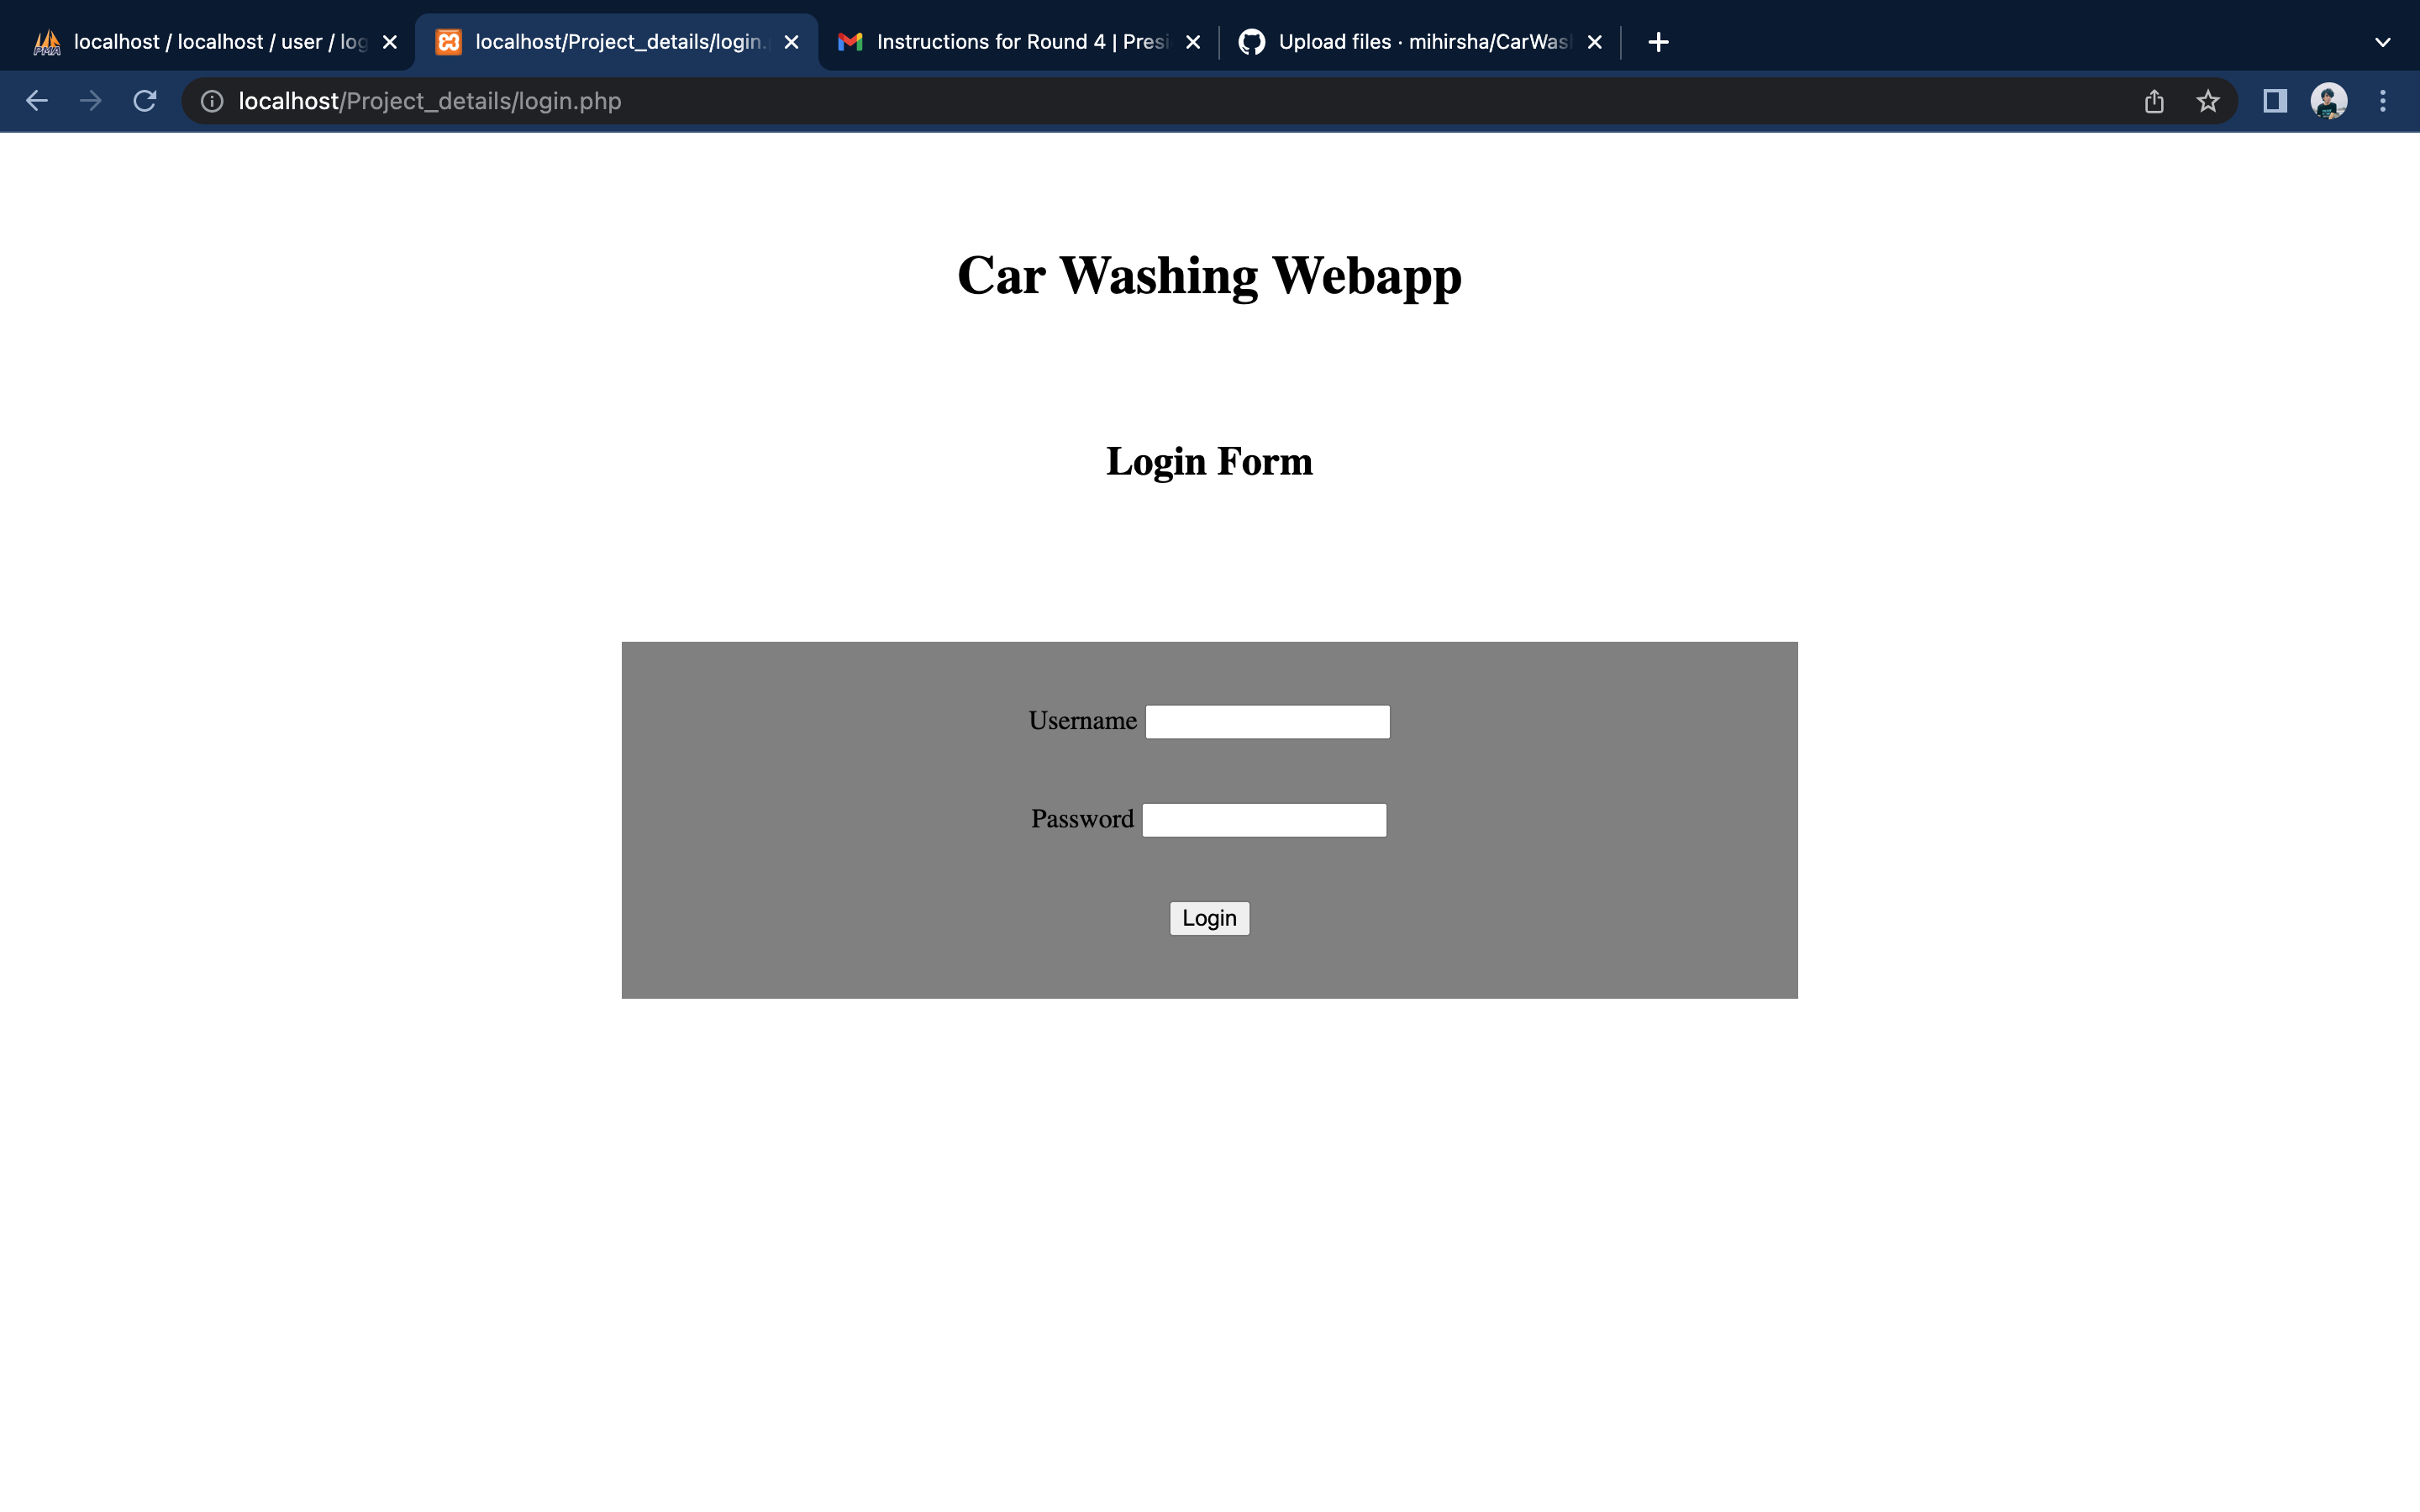 localhost / localhost / user / log
localhost/Project_details/login.
Instructions for Round 4 | Presi
Upload files · mihirsha/CarWas
localhost/Project_details/login.php
Car Washing Webapp
Login Form
Username
Password
Login